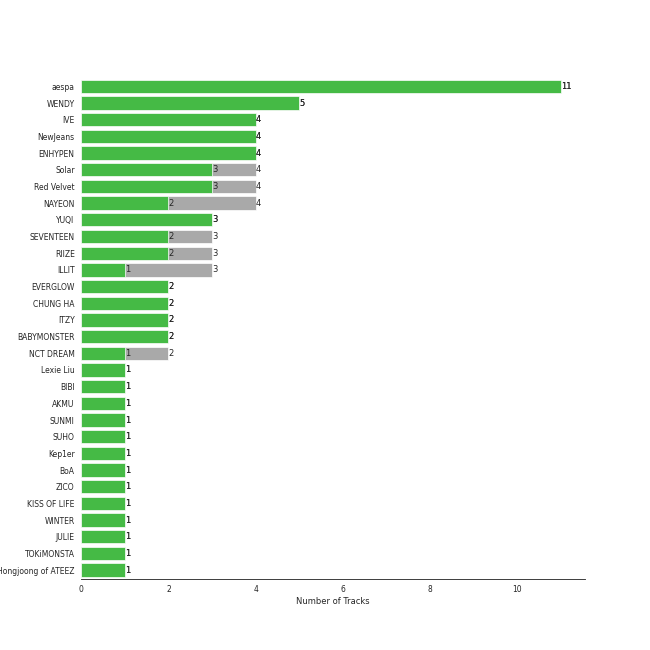 aespa 11
WENDY 5
IVE 4
NewJeans 4
ENHYPEN 4
Solar 3 4
Red Velvet 3 4
NAYEON 2 4
YUQI 3
SEVENTEEN 2 3
RIIZE 2 3
ILLIT 1 3
EVERGLOW 2
CHUNG HA 2
ITZY 2
BABYMONSTER 2
NCT DREAM 1 2
Lexie Liu 1
BIBI 1
AKMU 1
SUNMI 1
SUHO 1
Kep1er 1
BoA 1
ZICO 1
KISS OF LIFE 1
WINTER 1
JULIE 1
TOKiMONSTA 1
Hongjoong of ATEEZ 1
0 2 4 6 8 10
Number of Tracks